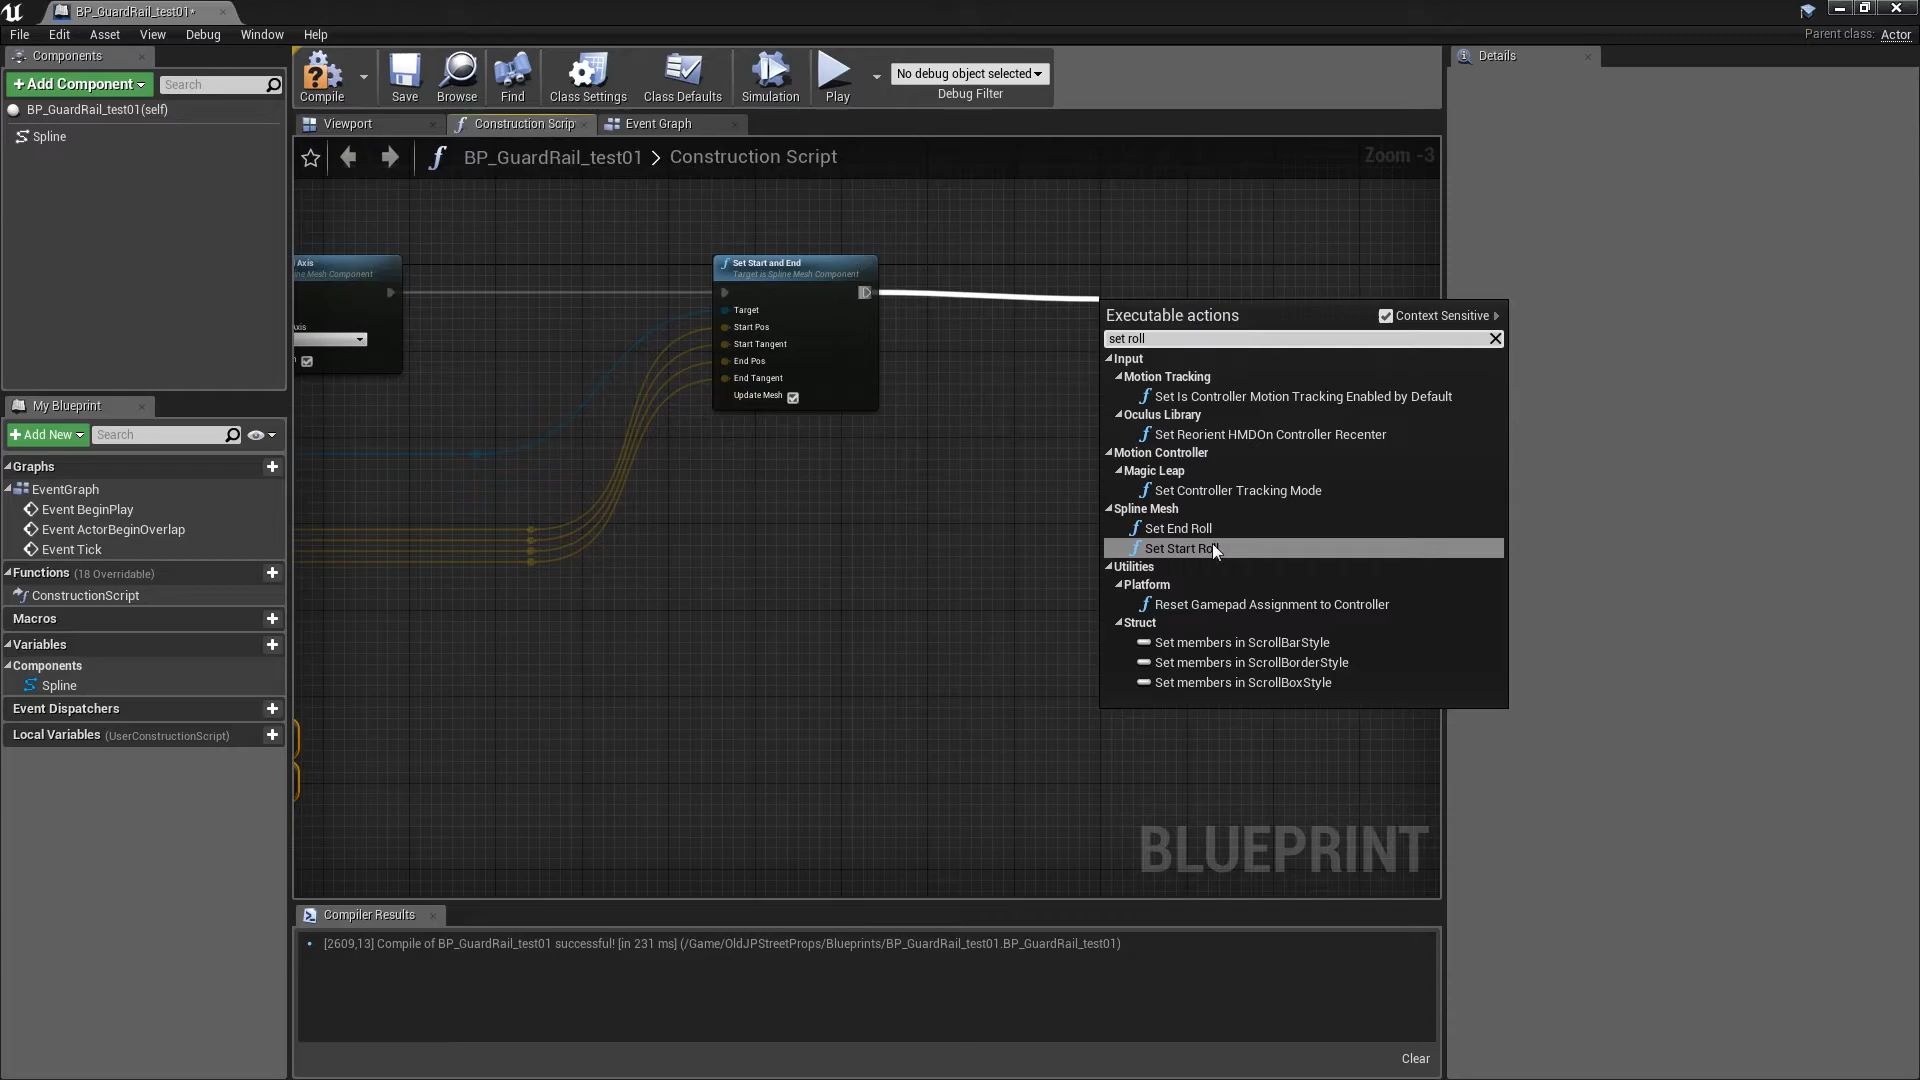 BP_GuardRail_test01*
File Edit Asset View Debug Window Help
Parent class: Actor
Components
+Add Component
Search
BP_GuardRail_test01(self)
Spline
My Blueprint
+Add New
Search
Graphs
EventGraph
Event BeginPlay
Event ActorBeginOverlap
Event Tick
Functions (18 Overridable)
ConstructionScript
Macros
Variables
Components
Spline
Event Dispatchers
Local Variables (UserConstructionScript)
Compile
Save
Browse
Find
Class Settings
Class Defaults
Simulation
Play
No debug object selected
Debug Filter
Viewport
Construction Scrip
Event Graph
BP_GuardRail_test01 > Construction Script
Zoom -3
Axis
ine Mesh Component
Set Start and End
Target is Spline Mesh Component
Target
Start Pos
Start Tangent
End Pos
End Tangent
Update Mesh
Executable actions
Context Sensitive
set roll
Input
Motion Tracking
Set Is Controller Motion Tracking Enabled by Default
Oculus Library
Set Reorient HMDOn Controller Recenter
Motion Controller
Magic Leap
Set Controller Tracking Mode
Spline Mesh
Set End Roll
Set Start Roll
Utilities
Platform
Reset Gamepad Assignment to Controller
Struct
Set members in ScrollBarStyle
Set members in ScrollBorderStyle
Set members in ScrollBoxStyle
BLUEPRINT
Compiler Results
[2609,13] Compile of BP_GuardRail_test01 successful! [in 231 ms] (/Game/OldJPStreetProps/Blueprints/BP_GuardRail_test01.BP_GuardRail_test01)
Clear
Details